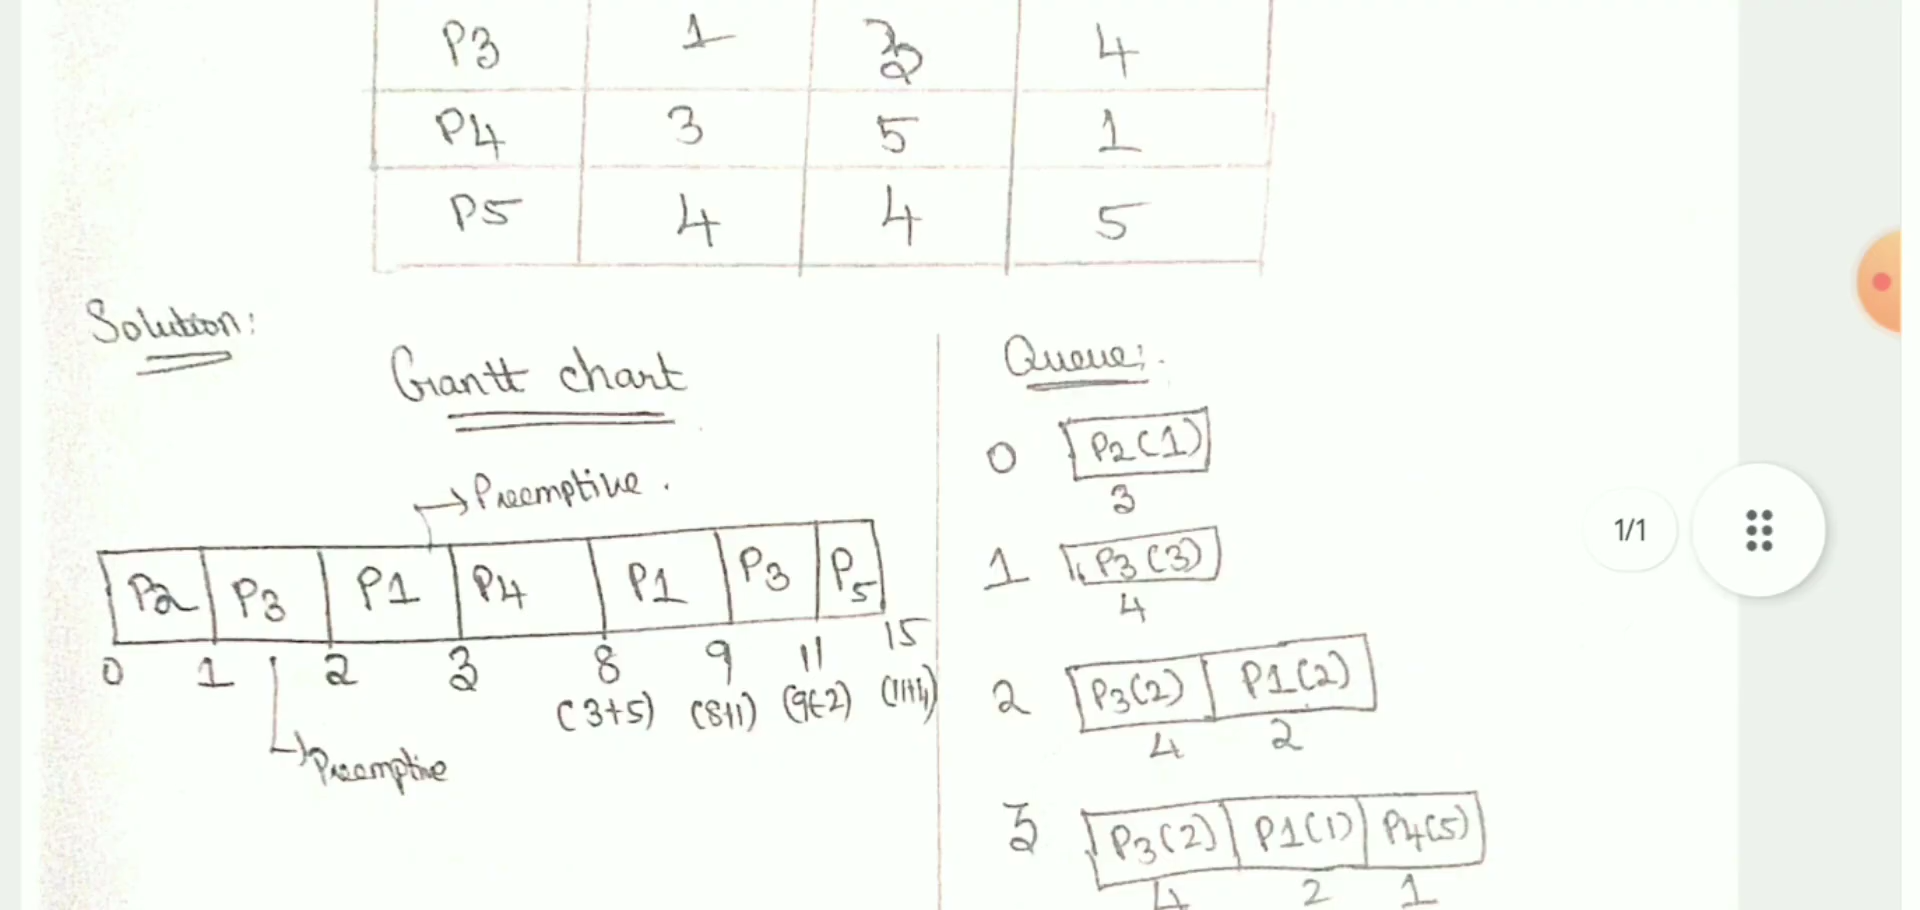 P3 1 3 4
P4 3 5 1
P5 4 4 5
Solution:
Grantt chart
→Preemptive.
P2 P3 P1 P4 P1 P3 P5
0 1 2 3 8 9 11 15
(3+5) (8+1) (9+2) (11+4)
→Preemptive
Queue:
0 P2(1)
3
1 P3(3)
4
2 P3(2) P1(2)
4 2
3 P3(2) P1(1) P4(5)
4 2 1
1/1